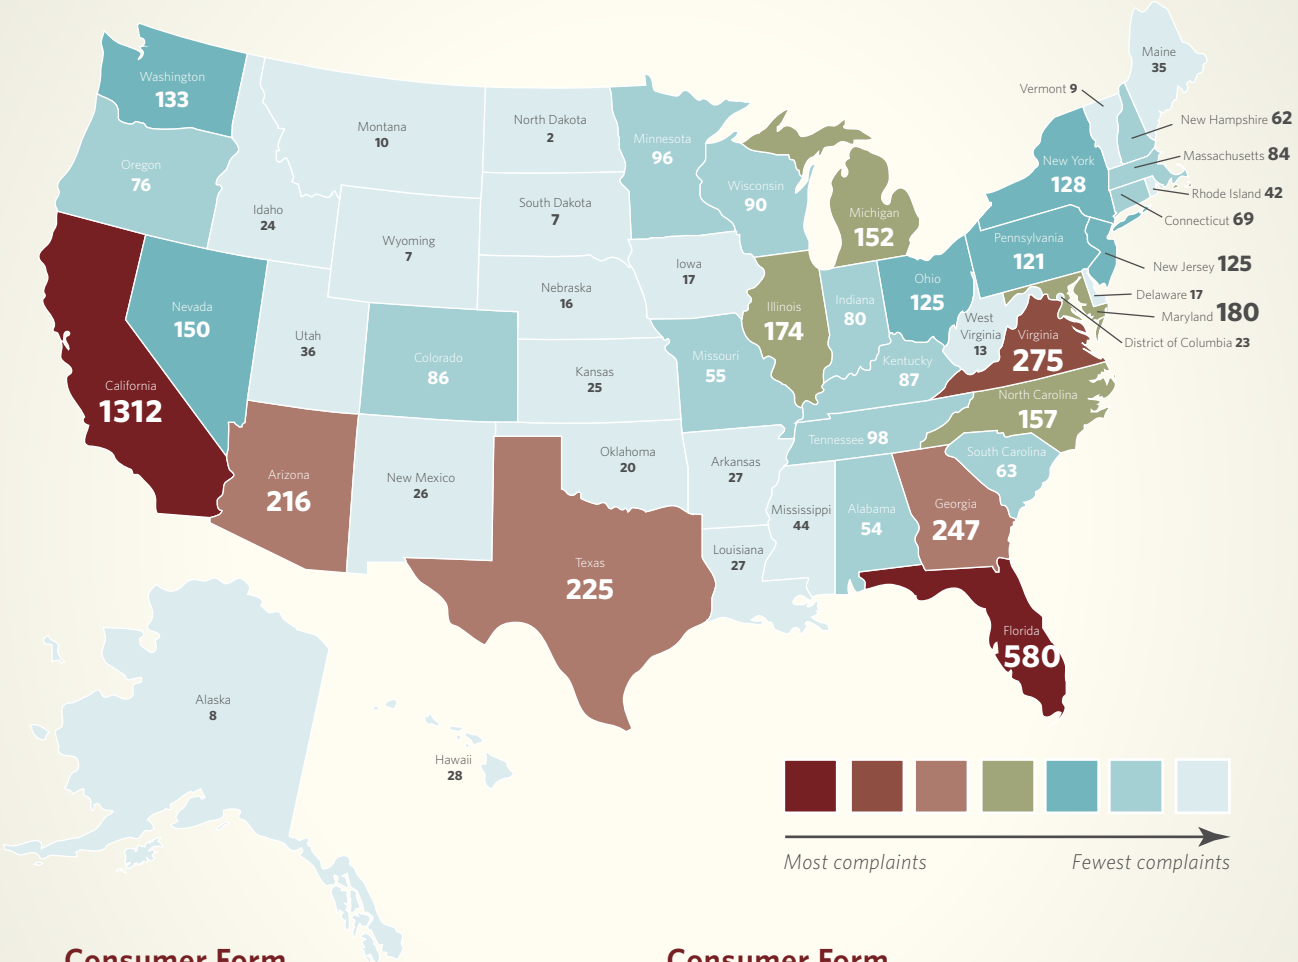 Maine
35
Vermont 9
New Hampshire 62
Massachusetts 84
Rhode Island 42
Connecticut 69
New Jersey 125
Delaware 17
Maryland 180
District of Columbia 23
Washington
133
Montana
10
North Dakota
2
Minnesota
96
Oregon
76
Idaho
24
Wyoming
7
South Dakota
7
Wisconsin
90
Michigan
152
New York
128
Pennsylvania
121
Nevada
150
Utah
36
Colorado
86
Nebraska
16
Iowa
17
Illinois
174
Indiana
80
Ohio
125
West
Virginia
13
Virginia
275
California
1312
Kansas
25
Missouri
55
Kentucky
87
North Carolina
157
Tennessee 98
South Carolina
63
Arizona
216
New Mexico
26
Oklahoma
20
Arkansas
27
Mississippi
44
Alabama
54
Georgia
247
Texas
225
Louisiana
27
Florida
580
Alaska
8
Hawaii
28
Most complaints
Fewest complaints
Consumer Form
Consumer Form